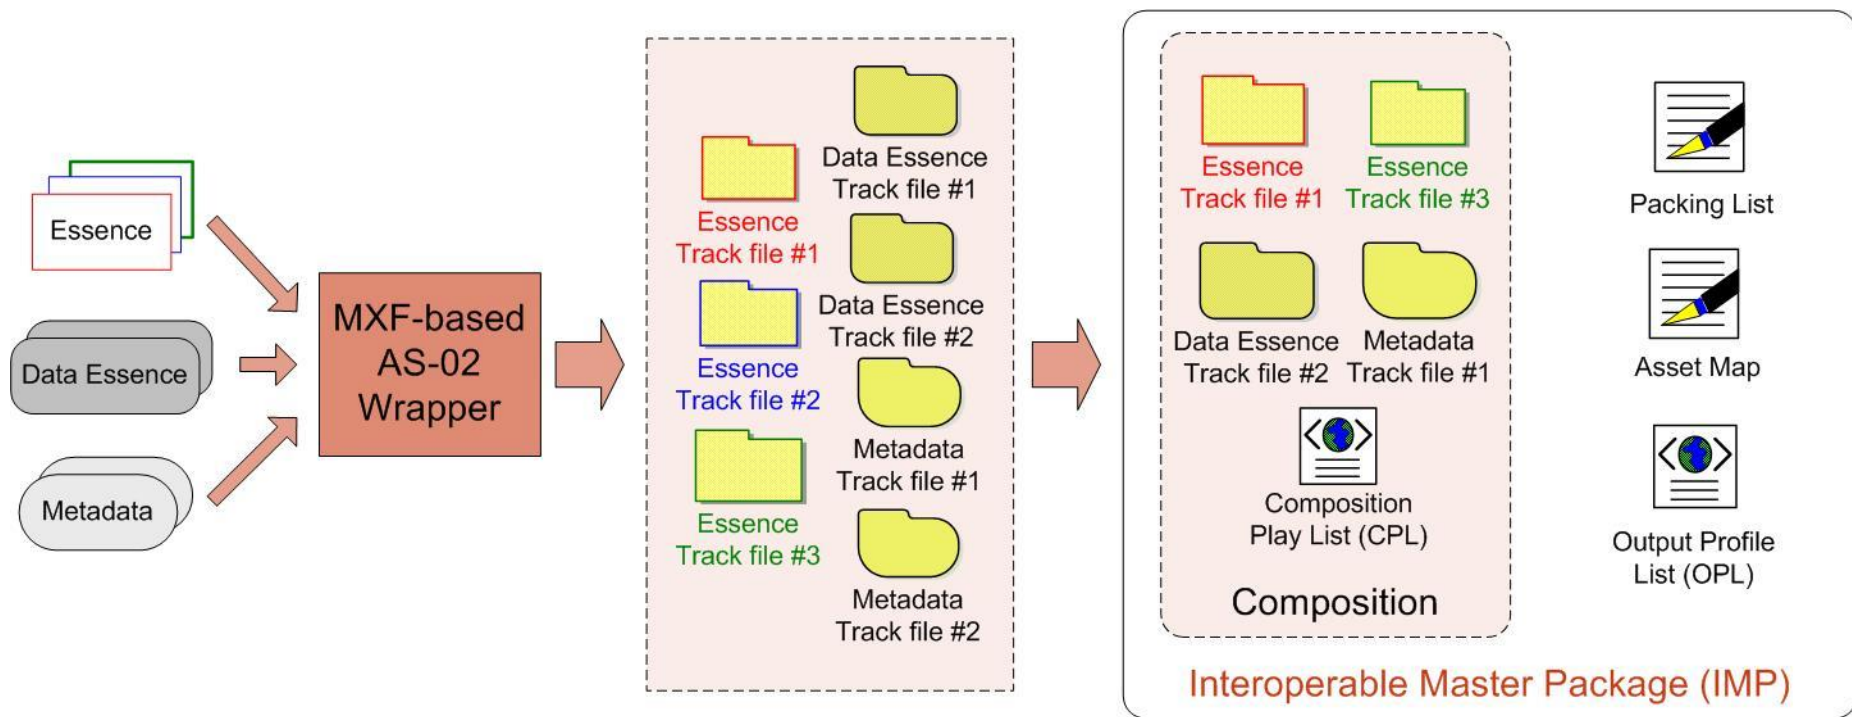 Essence
Data Essence
Metadata
MXF-based
AS-02
Wrapper
Essence
Track file #1
Essence
Track file #2
Essence
Track file #3
Data Essence
Track file #1
Data Essence
Track file #2
Metadata
Track file #1
Metadata
Track file #2
Essence
Track file #1
Essence
Track file #3
Data Essence
Track file #2
Metadata
Track file #1
Composition
Play List (CPL)
Composition
Packing List
Asset Map
Output Profile
List (OPL)
Interoperable Master Package (IMP)